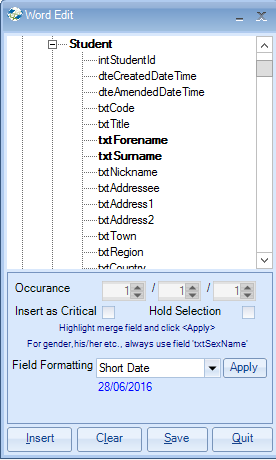 Word Edit
Student
intStudentId
dteCreatedDateTime
dteAmendedDateTime
txtCode
txtTitle
txtForename
txtSurname
txtNickname
txtAddressee
txtAddress1
txtAddress2
txtTown
txtRegion
txtCountry
Occurance 1 / 1 / 1
Insert as Critical Hold Selection
Highlight merge field and click <Apply>
For gender,his/her etc., always use field 'txtSexName'
Field Formatting Short Date Apply
28/06/2016
Insert Clear Save Quit